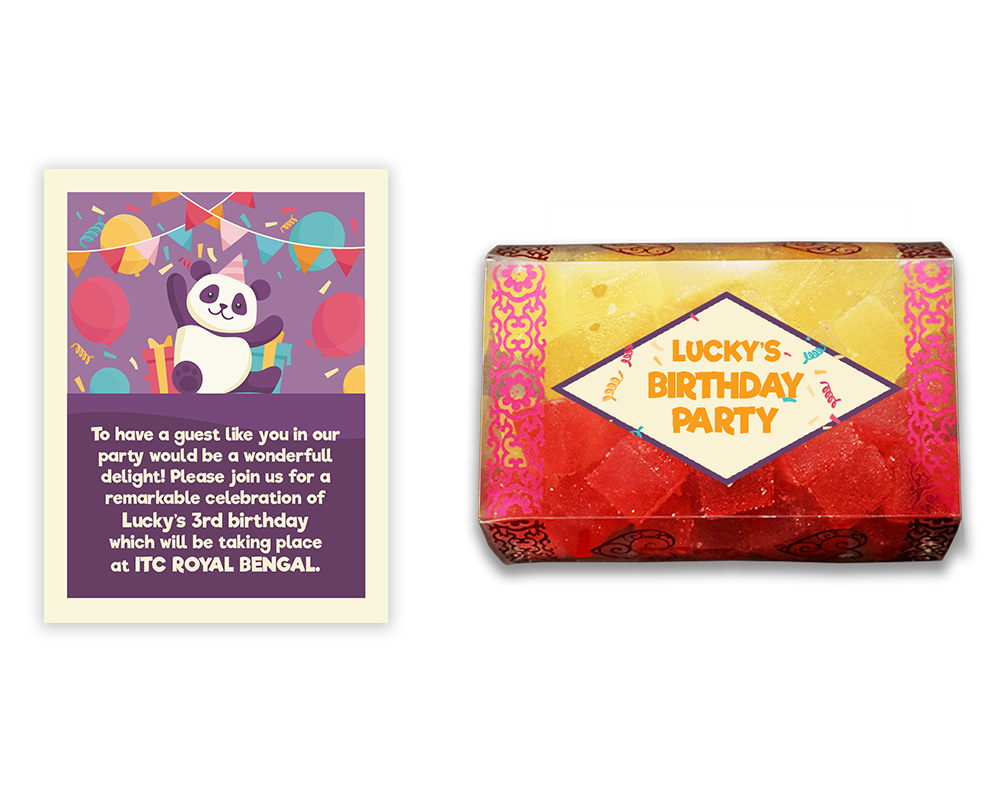 To have a guest like you in our
party would be a wonderfull
delight! Please join us for a
remarkable celebration of
Lucky's 3rd birthday
which will be taking place
at ITC ROYAL BENGAL.
LUCKY'S
BIRTHDAY
PARTY